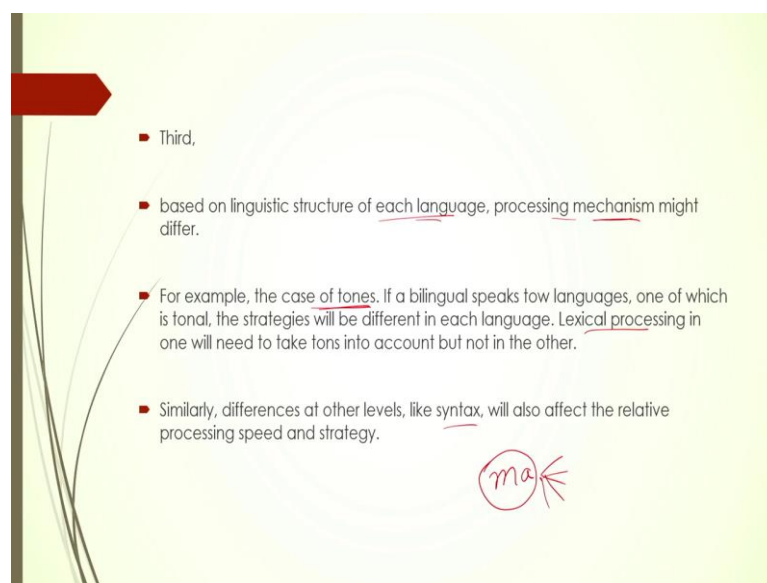 Third,
based on linguistic structure of each language, processing mechanism might
differ.
For example, the case of tones. If a bilingual speaks tow languages, one of which
is tonal, the strategies will be different in each language. Lexical processing in
one will need to take tons into account but not in the other.
Similarly, differences at other levels, like syntax, will also affect the relative
processing speed and strategy.
ma